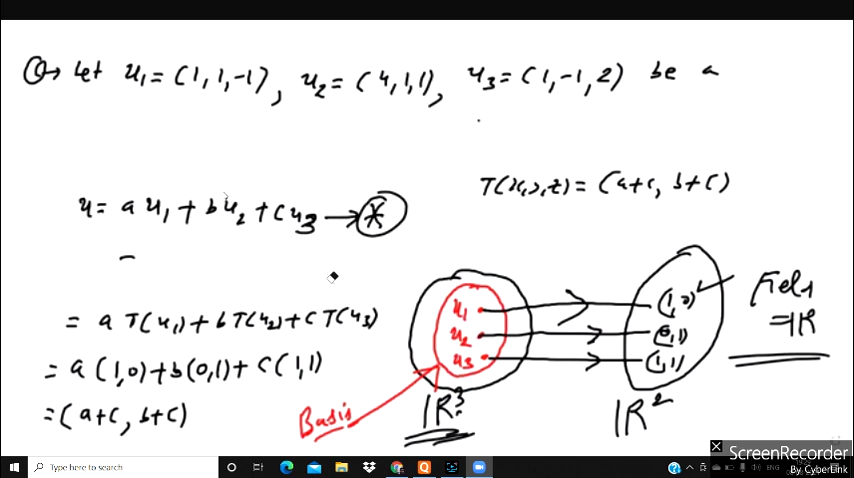 Q→ Let u₁ = (1, 1, -1), u₂ = (4, 1, 1), u₃ = (1, -1, 2) be a
T(x, y, z) = (a+c, b+c)
u = a u₁ + b u₂ + c u₃ → *
= a T(u₁) + b T(u₂) + c T(u₃)
= a (1, 0) + b (0, 1) + c (1, 1)
= (a+c, b+c)
Basis
u₁
u₂
u₃
IR³
(1, 0)
(0, 1)
(1, 1)
IR²
Field
= IR
Type here to search
ENG
ScreenRecorder
By CyberLink